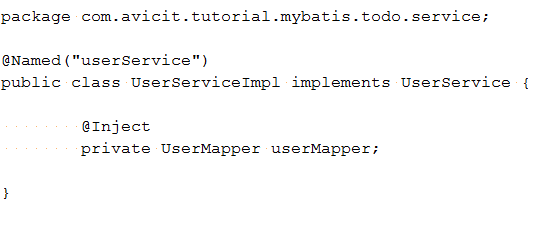 package com.avicit.tutorial.mybatis.todo.service;
@Named("userService")
public class UserServiceImpl implements UserService {
@Inject
private UserMapper userMapper;
}